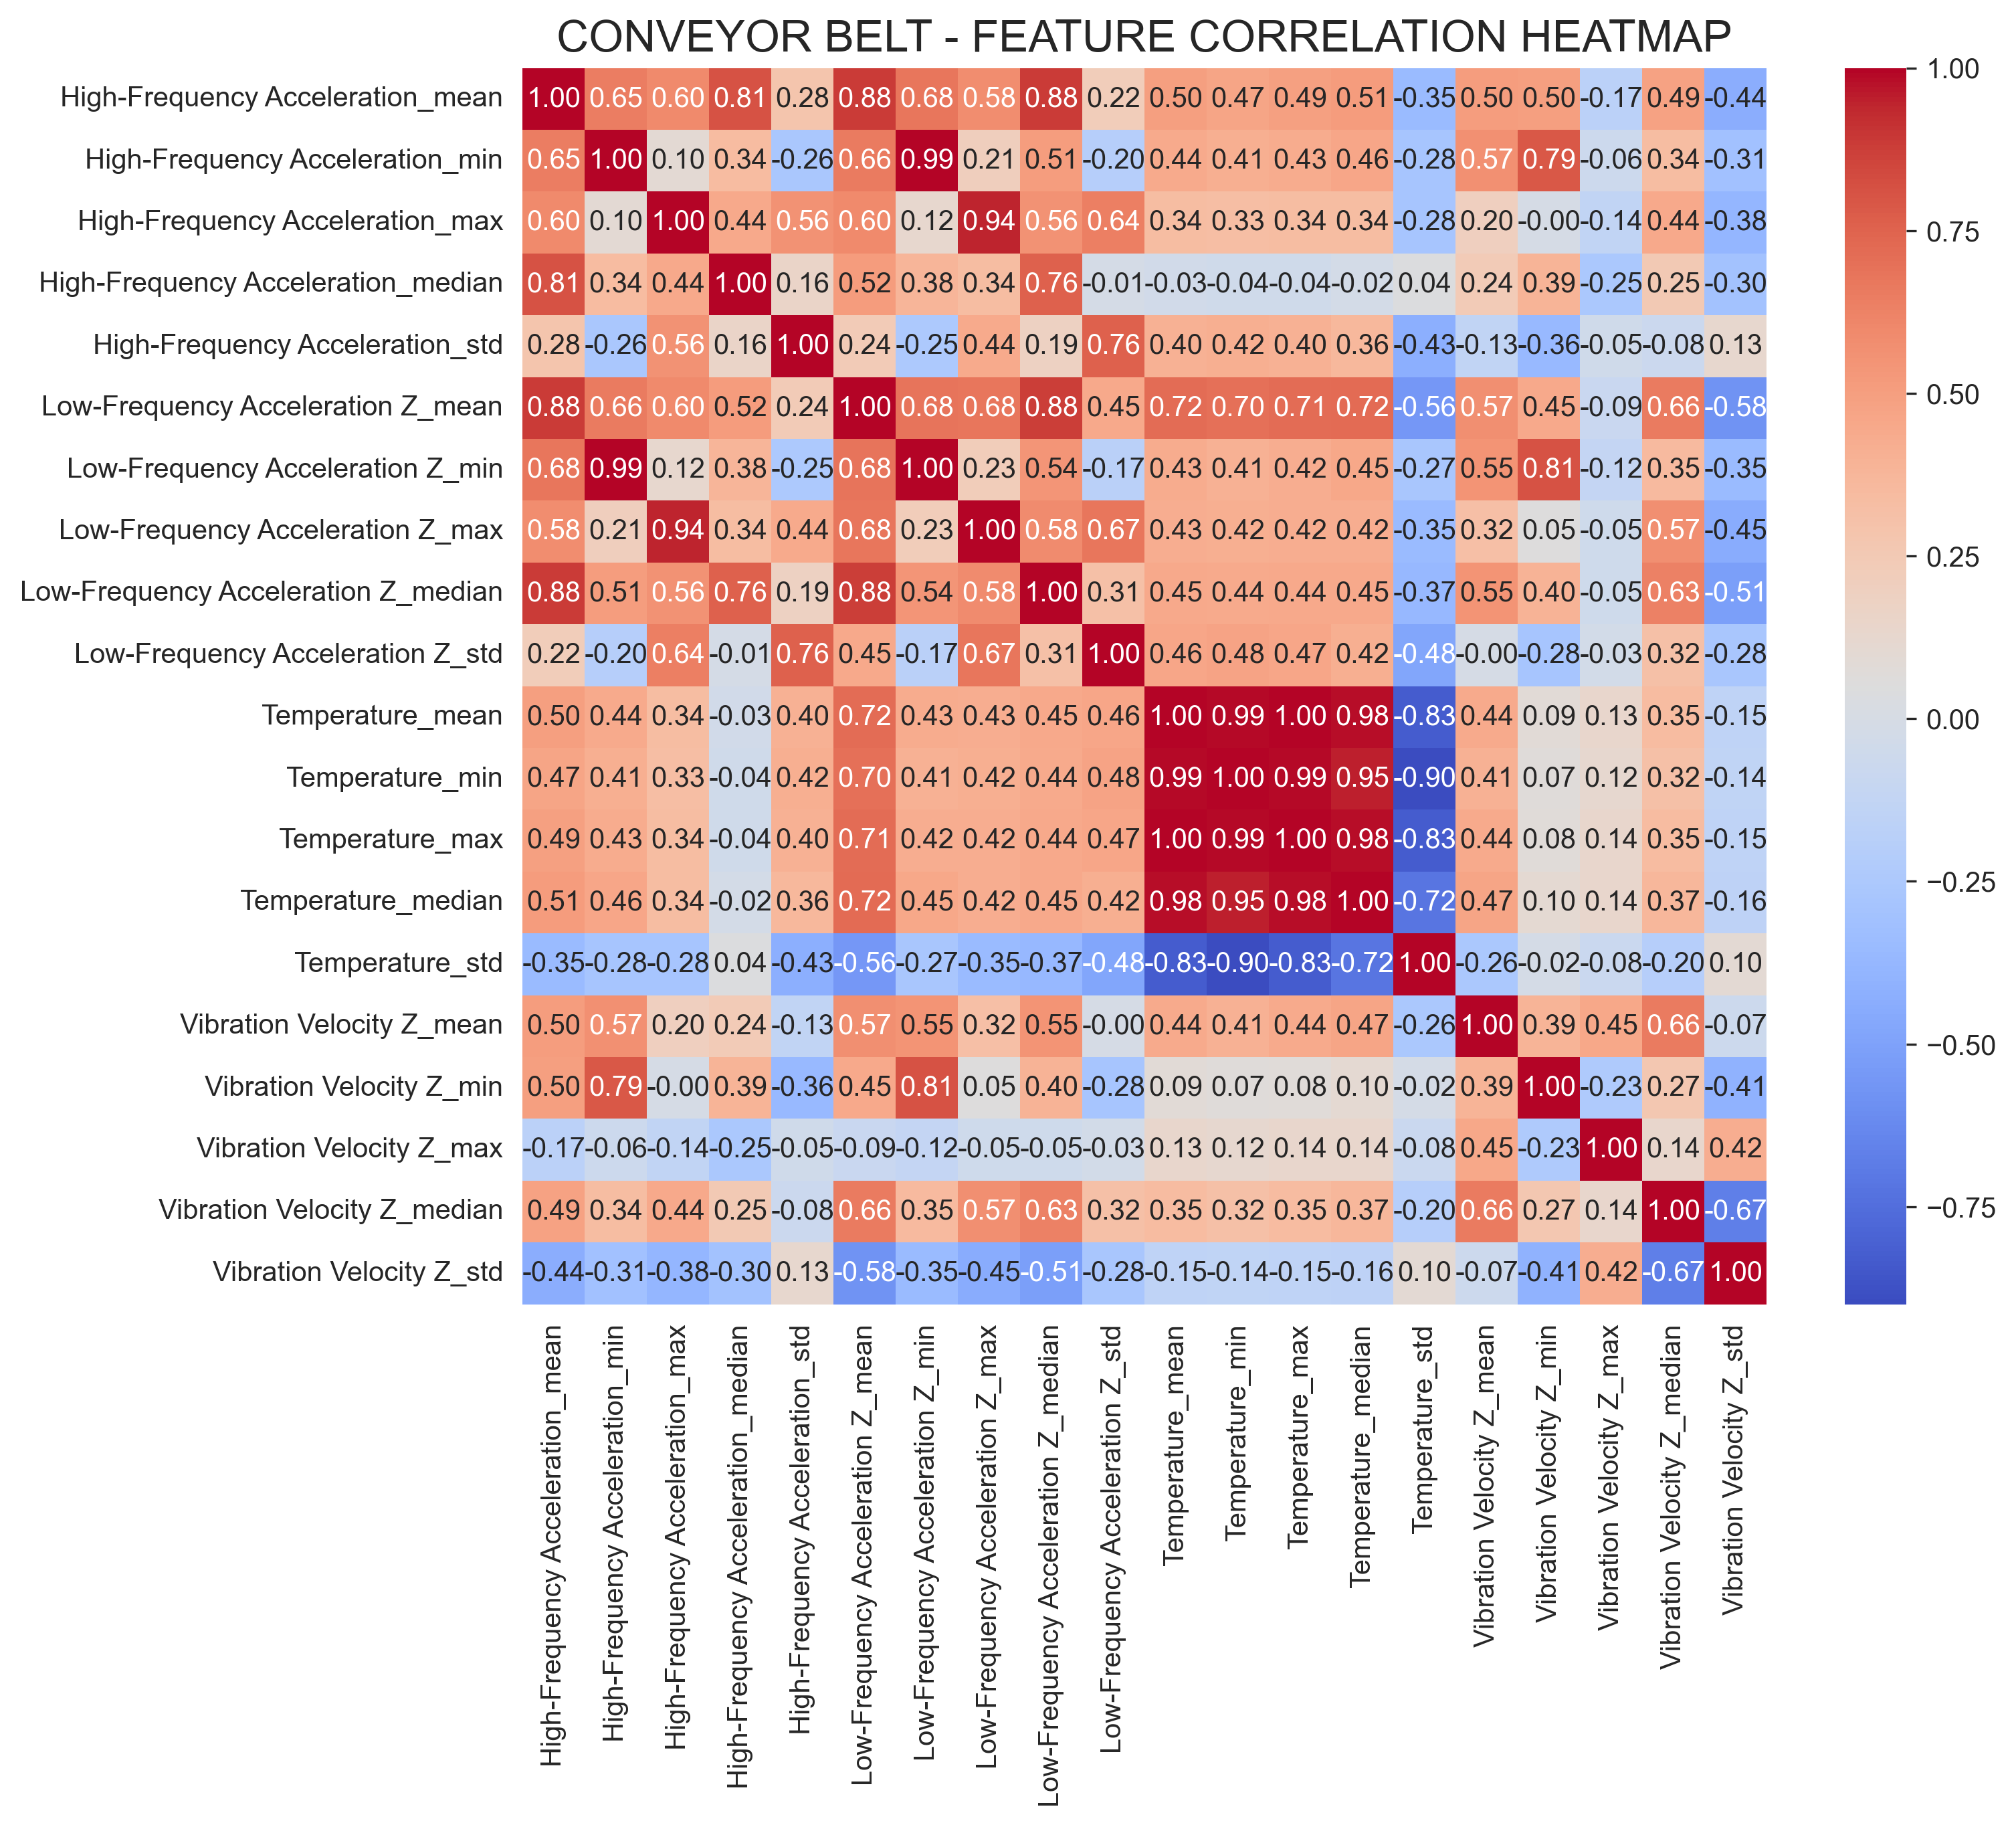 CONVEYOR BELT - FEATURE CORRELATION HEATMAP
High-Frequency Acceleration_mean 1.00 0.65 0.60 0.81 0.28 0.88 0.68 0.58 0.88 0.22 0.50 0.47 0.49 0.51 -0.35 0.50 0.50 -0.17 0.49 -0.44
High-Frequency Acceleration_min 0.65 1.00 0.10 0.34 -0.26 0.66 0.99 0.21 0.51 -0.20 0.44 0.41 0.43 0.46 -0.28 0.57 0.79 -0.06 0.34 -0.31
High-Frequency Acceleration_max 0.60 0.10 1.00 0.44 0.56 0.60 0.12 0.94 0.56 0.64 0.34 0.33 0.34 0.34 -0.28 0.20 -0.00 -0.14 0.44 -0.38
High-Frequency Acceleration_median 0.81 0.34 0.44 1.00 0.16 0.52 0.38 0.34 0.76 -0.01 -0.03 -0.04 -0.04 -0.02 0.04 0.24 0.39 -0.25 0.25 -0.30
High-Frequency Acceleration_std 0.28 -0.26 0.56 0.16 1.00 0.24 -0.25 0.44 0.19 0.76 0.40 0.42 0.40 0.36 -0.43 -0.13 -0.36 -0.05 -0.08 0.13
Low-Frequency Acceleration Z_mean 0.88 0.66 0.60 0.52 0.24 1.00 0.68 0.68 0.88 0.45 0.72 0.70 0.71 0.72 -0.56 0.57 0.45 -0.09 0.66 -0.58
Low-Frequency Acceleration Z_min 0.68 0.99 0.12 0.38 -0.25 0.68 1.00 0.23 0.54 -0.17 0.43 0.41 0.42 0.45 -0.27 0.55 0.81 -0.12 0.35 -0.35
Low-Frequency Acceleration Z_max 0.58 0.21 0.94 0.34 0.44 0.68 0.23 1.00 0.58 0.67 0.43 0.42 0.42 0.42 -0.35 0.32 0.05 -0.05 0.57 -0.45
Low-Frequency Acceleration Z_median 0.88 0.51 0.56 0.76 0.19 0.88 0.54 0.58 1.00 0.31 0.45 0.44 0.44 0.45 -0.37 0.55 0.40 -0.05 0.63 -0.51
Low-Frequency Acceleration Z_std 0.22 -0.20 0.64 -0.01 0.76 0.45 -0.17 0.67 0.31 1.00 0.46 0.48 0.47 0.42 -0.48 -0.00 -0.28 -0.03 0.32 -0.28
Temperature_mean 0.50 0.44 0.34 -0.03 0.40 0.72 0.43 0.43 0.45 0.46 1.00 0.99 1.00 0.98 -0.83 0.44 0.09 0.13 0.35 -0.15
Temperature_min 0.47 0.41 0.33 -0.04 0.42 0.70 0.41 0.42 0.44 0.48 0.99 1.00 0.99 0.95 -0.90 0.41 0.07 0.12 0.32 -0.14
Temperature_max 0.49 0.43 0.34 -0.04 0.40 0.71 0.42 0.42 0.44 0.47 1.00 0.99 1.00 0.98 -0.83 0.44 0.08 0.14 0.35 -0.15
Temperature_median 0.51 0.46 0.34 -0.02 0.36 0.72 0.45 0.42 0.45 0.42 0.98 0.95 0.98 1.00 -0.72 0.47 0.10 0.14 0.37 -0.16
Temperature_std -0.35 -0.28 -0.28 0.04 -0.43 -0.56 -0.27 -0.35 -0.37 -0.48 -0.83 -0.90 -0.83 -0.72 1.00 -0.26 -0.02 -0.08 -0.20 0.10
Vibration Velocity Z_mean 0.50 0.57 0.20 0.24 -0.13 0.57 0.55 0.32 0.55 -0.00 0.44 0.41 0.44 0.47 -0.26 1.00 0.39 0.45 0.66 -0.07
Vibration Velocity Z_min 0.50 0.79 -0.00 0.39 -0.36 0.45 0.81 0.05 0.40 -0.28 0.09 0.07 0.08 0.10 -0.02 0.39 1.00 -0.23 0.27 -0.41
Vibration Velocity Z_max -0.17 -0.06 -0.14 -0.25 -0.05 -0.09 -0.12 -0.05 -0.05 -0.03 0.13 0.12 0.14 0.14 -0.08 0.45 -0.23 1.00 0.14 0.42
Vibration Velocity Z_median 0.49 0.34 0.44 0.25 -0.08 0.66 0.35 0.57 0.63 0.32 0.35 0.32 0.35 0.37 -0.20 0.66 0.27 0.14 1.00 -0.67
Vibration Velocity Z_std -0.44 -0.31 -0.38 -0.30 0.13 -0.58 -0.35 -0.45 -0.51 -0.28 -0.15 -0.14 -0.15 -0.16 0.10 -0.07 -0.41 0.42 -0.67 1.00
High-Frequency Acceleration_mean
High-Frequency Acceleration_min
High-Frequency Acceleration_max
High-Frequency Acceleration_median
High-Frequency Acceleration_std
Low-Frequency Acceleration Z_mean
Low-Frequency Acceleration Z_min
Low-Frequency Acceleration Z_max
Low-Frequency Acceleration Z_median
Low-Frequency Acceleration Z_std
Temperature_mean
Temperature_min
Temperature_max
Temperature_median
Temperature_std
Vibration Velocity Z_mean
Vibration Velocity Z_min
Vibration Velocity Z_max
Vibration Velocity Z_median
Vibration Velocity Z_std
1.00
0.75
0.50
0.25
0.00
−0.25
−0.50
−0.75